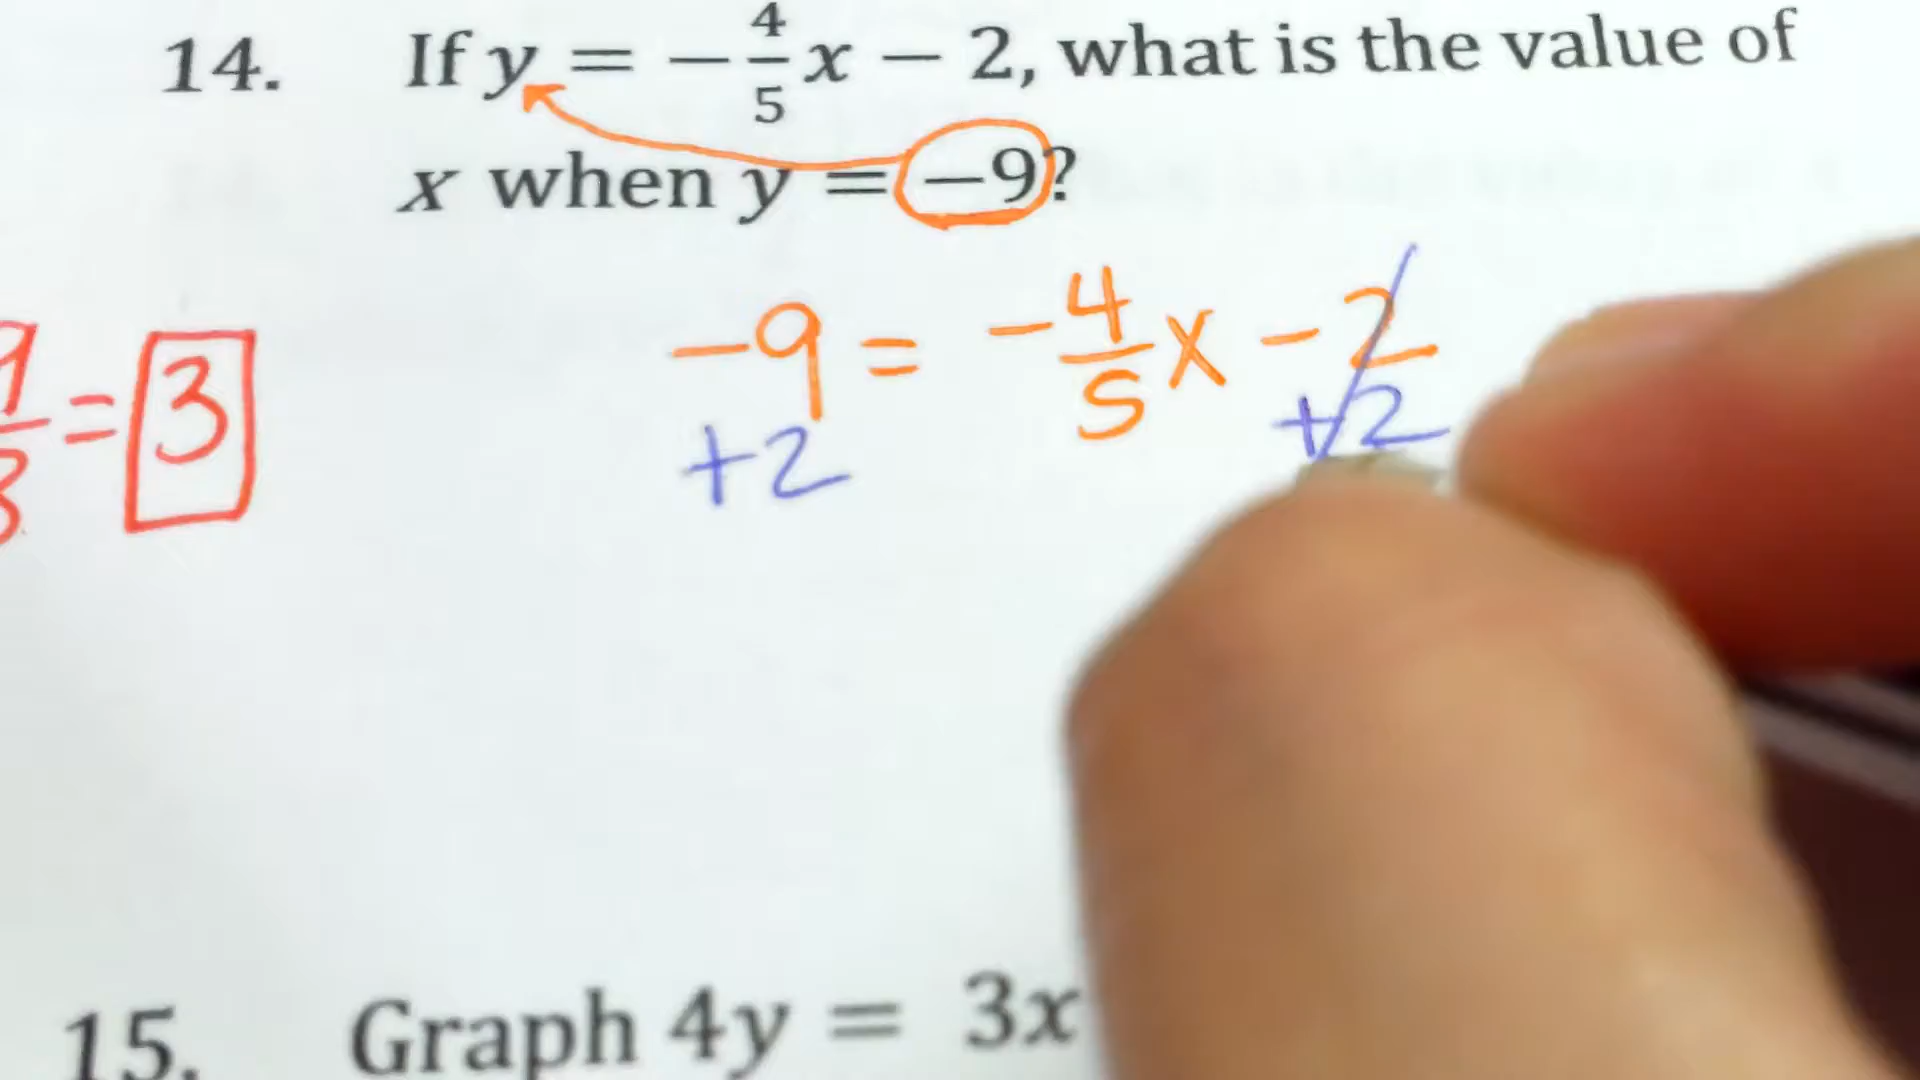 14. If y = −4/5x − 2, what is the value of
x when y = −9?
= 3
-9 = -4/5x -2
+2 +2
15. Graph 4y = 3x